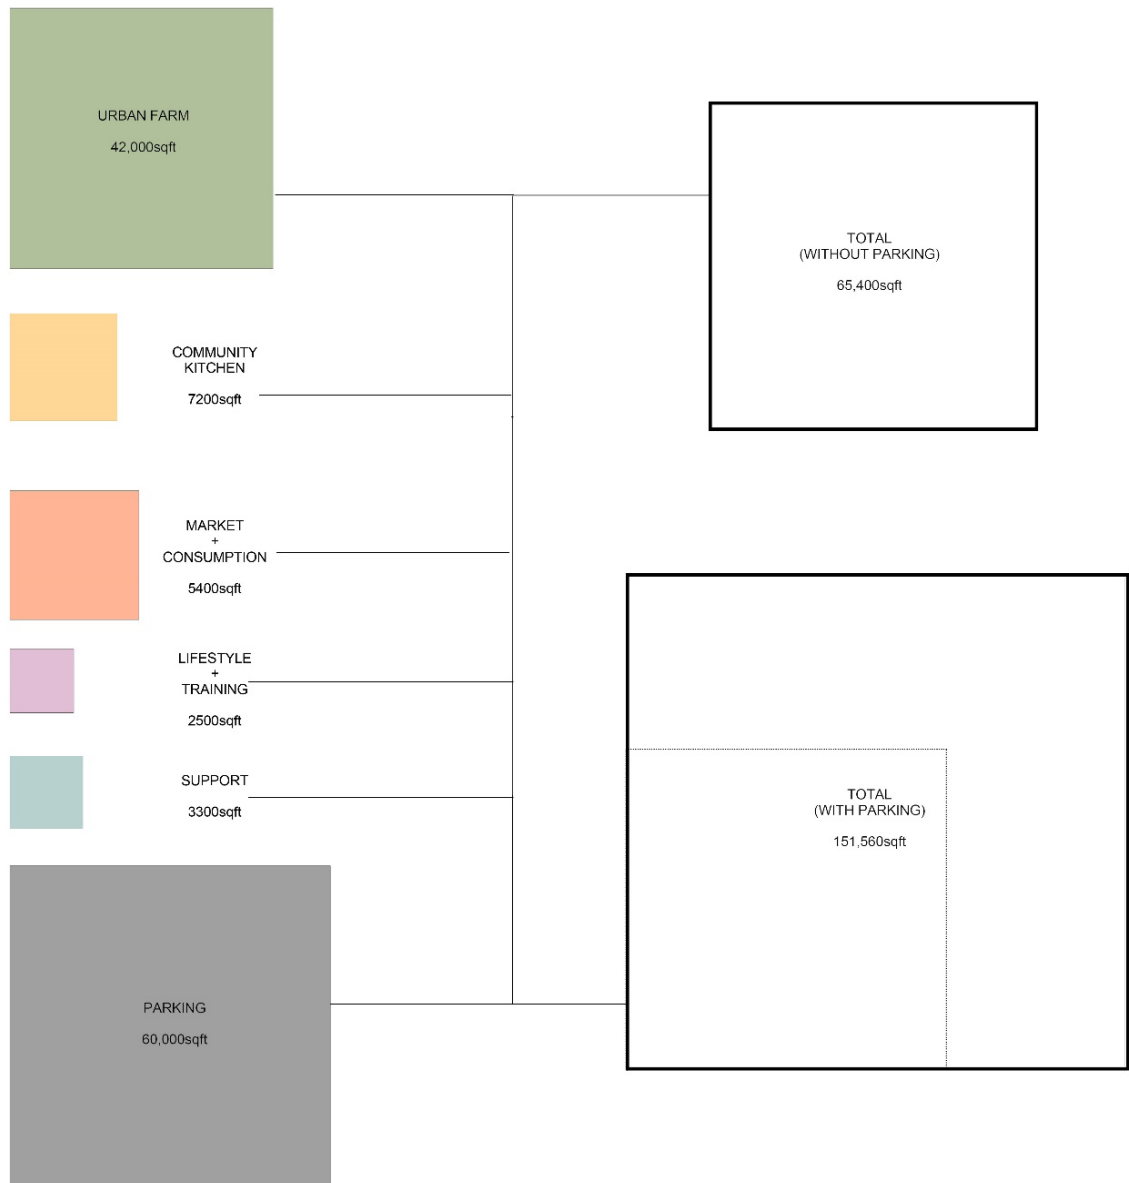 URBAN FARM
42,000sqft
TOTAL
(WITHOUT PARKING)
65,400sqft
COMMUNITY
KITCHEN
7200sqft
MARKET
+
CONSUMPTION
5400sqft
LIFESTYLE
+
TRAINING
2500sqft
SUPPORT
3300sqft
TOTAL
(WITH PARKING)
151,560sqft
PARKING
60,000sqft